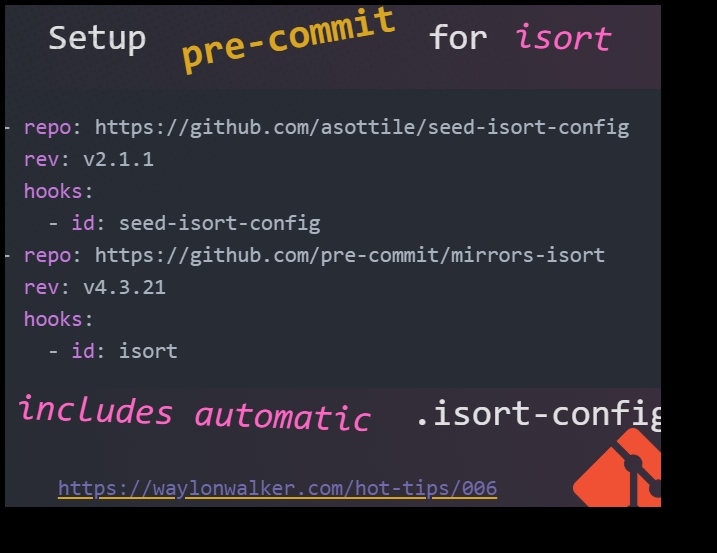 Setup pre-commit for isort
- repo: https://github.com/asottile/seed-isort-config
rev: v2.1.1
hooks:
- id: seed-isort-config
- repo: https://github.com/pre-commit/mirrors-isort
rev: v4.3.21
hooks:
- id: isort
includes automatic .isort-config
https://waylonwalker.com/hot-tips/006